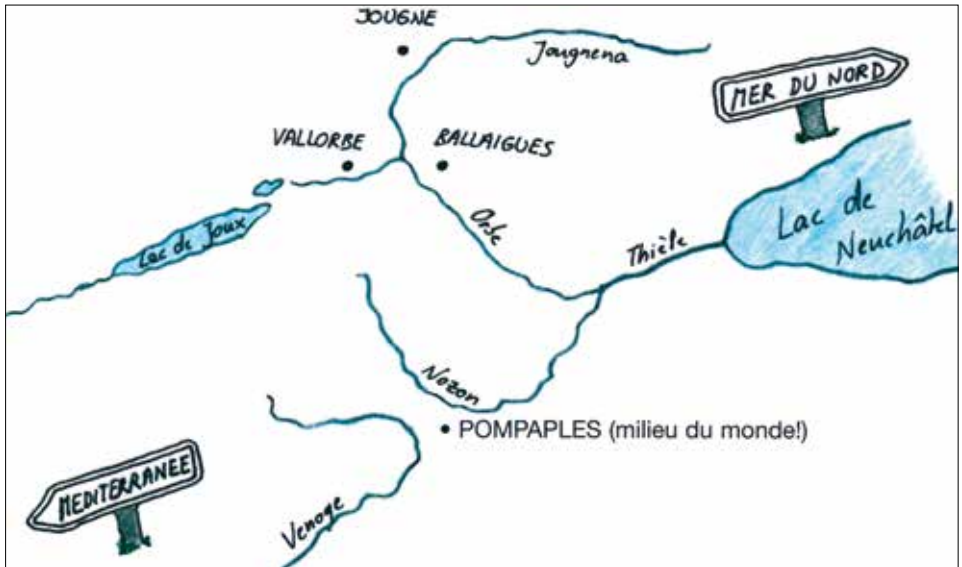 JOUGNE
Jougnena
MER DU NORD
VALLORBE
BALLAIGUES
Lac de Joux
Orbe
Thièle
Lac de
Neuchâtel
Nozon
POMPAPLES (milieu du monde!)
MEDITERRANEE
Venoge